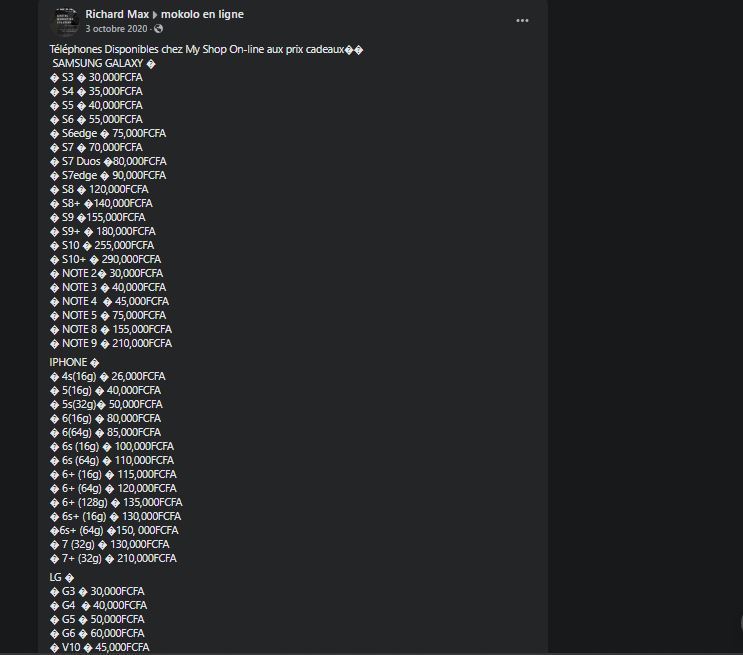 Richard Max ▸ mokolo en ligne
3 octobre 2020 ·
Téléphones Disponibles chez My Shop On-line aux prix cadeaux��
SAMSUNG GALAXY �
� S3 � 30,000FCFA
� S4 � 35,000FCFA
� S5 � 40,000FCFA
� S6 � 55,000FCFA
� S6edge � 75,000FCFA
� S7 � 70,000FCFA
� S7 Duos �80,000FCFA
� S7edge � 90,000FCFA
� S8 � 120,000FCFA
� S8+ �140,000FCFA
� S9 �155,000FCFA
� S9+ � 180,000FCFA
� S10 � 255,000FCFA
� S10+ � 290,000FCFA
� NOTE 2� 30,000FCFA
� NOTE 3 � 40,000FCFA
� NOTE 4 � 45,000FCFA
� NOTE 5 � 75,000FCFA
� NOTE 8 � 155,000FCFA
� NOTE 9 � 210,000FCFA
IPHONE �
� 4s(16g) � 26,000FCFA
� 5(16g) � 40,000FCFA
� 5s(32g)� 50,000FCFA
� 6(16g) � 80,000FCFA
� 6(64g) � 85,000FCFA
� 6s (16g) � 100,000FCFA
� 6s (64g) � 110,000FCFA
� 6+ (16g) � 115,000FCFA
� 6+ (64g) � 120,000FCFA
� 6+ (128g) � 135,000FCFA
� 6s+ (16g) � 130,000FCFA
�6s+ (64g) �150, 000FCFA
� 7 (32g) � 130,000FCFA
� 7+ (32g) � 210,000FCFA
LG �
� G3 � 30,000FCFA
� G4 � 40,000FCFA
� G5 � 50,000FCFA
� G6 � 60,000FCFA
� V10 � 45,000FCFA